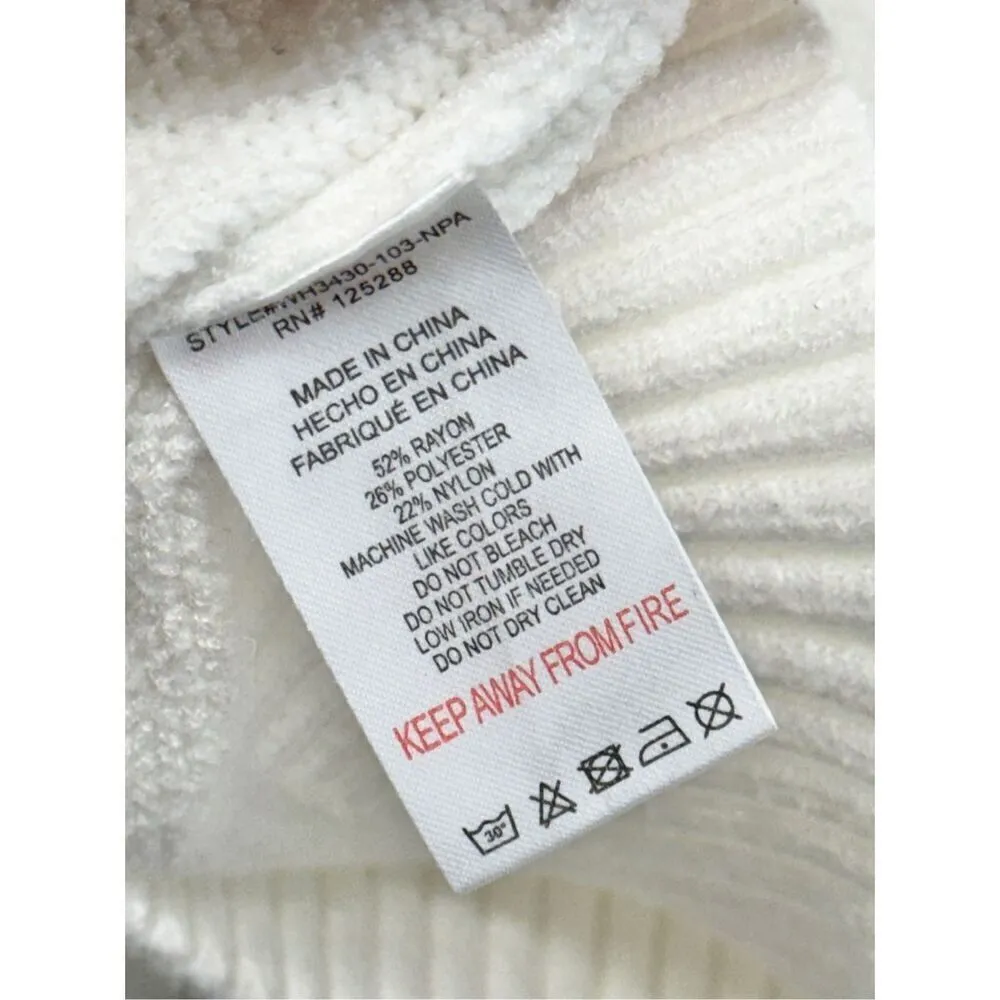 STYLE#WH3430-103-NPA
RN# 125288
MADE IN CHINA
HECHO EN CHINA
FABRIQUÉ EN CHINA
52% RAYON
26% POLYESTER
22% NYLON
MACHINE WASH COLD WITH
LIKE COLORS
DO NOT BLEACH
DO NOT TUMBLE DRY
LOW IRON IF NEEDED
DO NOT DRY CLEAN
KEEP AWAY FROM FIRE
30°